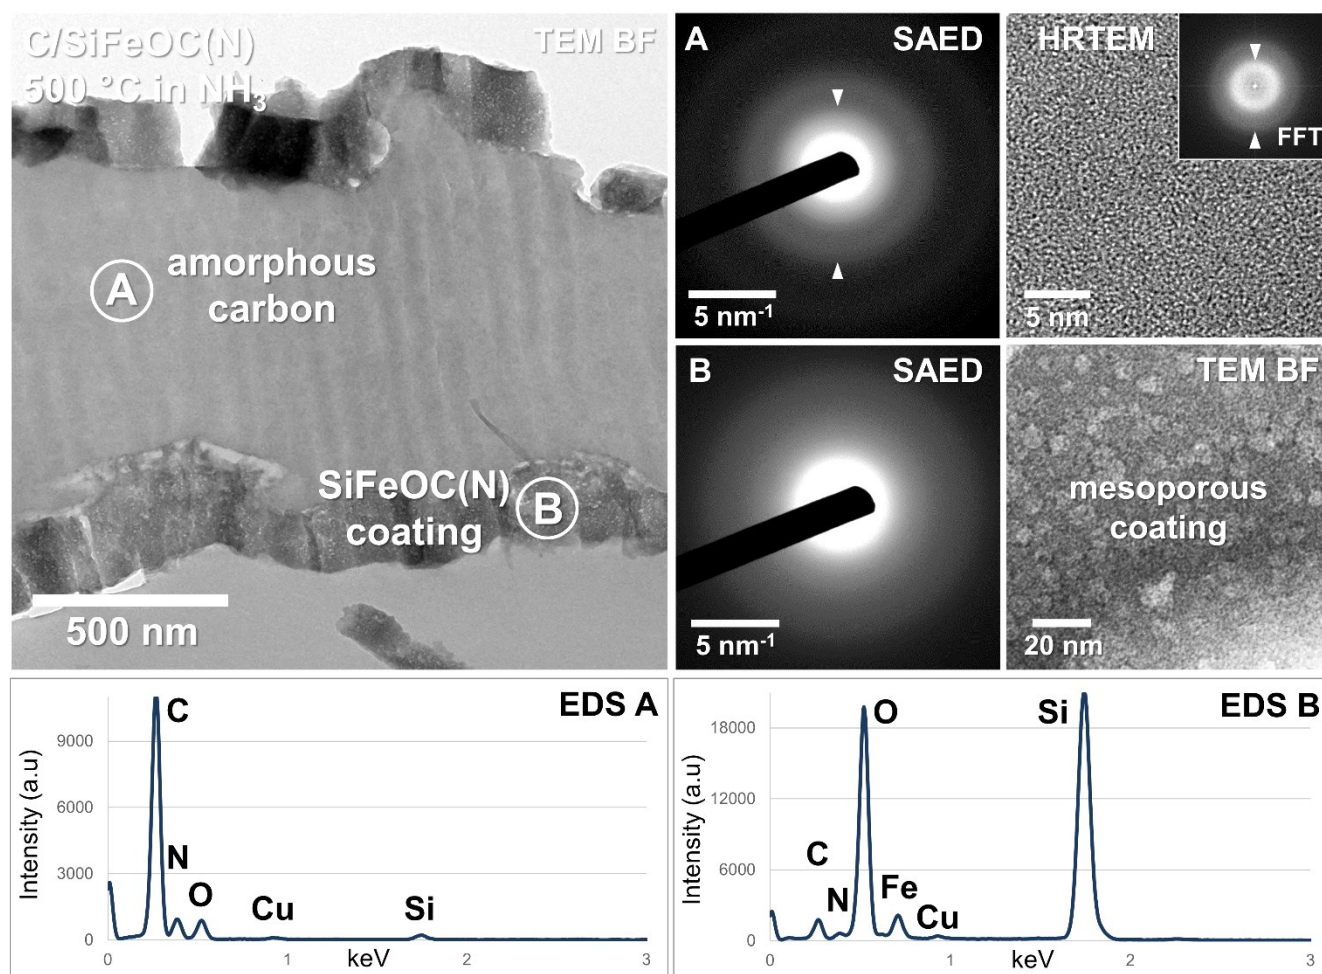 C/SiFeOC(N)
500 °C in NH₃
TEM BF
A
amorphous
carbon
SiFeOC(N)
coating
B
500 nm
A
SAED
5 nm⁻¹
HRTEM
FFT
5 nm
B
SAED
5 nm⁻¹
TEM BF
mesoporous
coating
20 nm
EDS A
Intensity (a.u)
9000
6000
3000
0
C
N
O
Cu
Si
0
1
2
3
keV
EDS B
Intensity (a.u)
18000
12000
6000
0
C
N
O
Fe
Cu
Si
0
1
2
3
keV